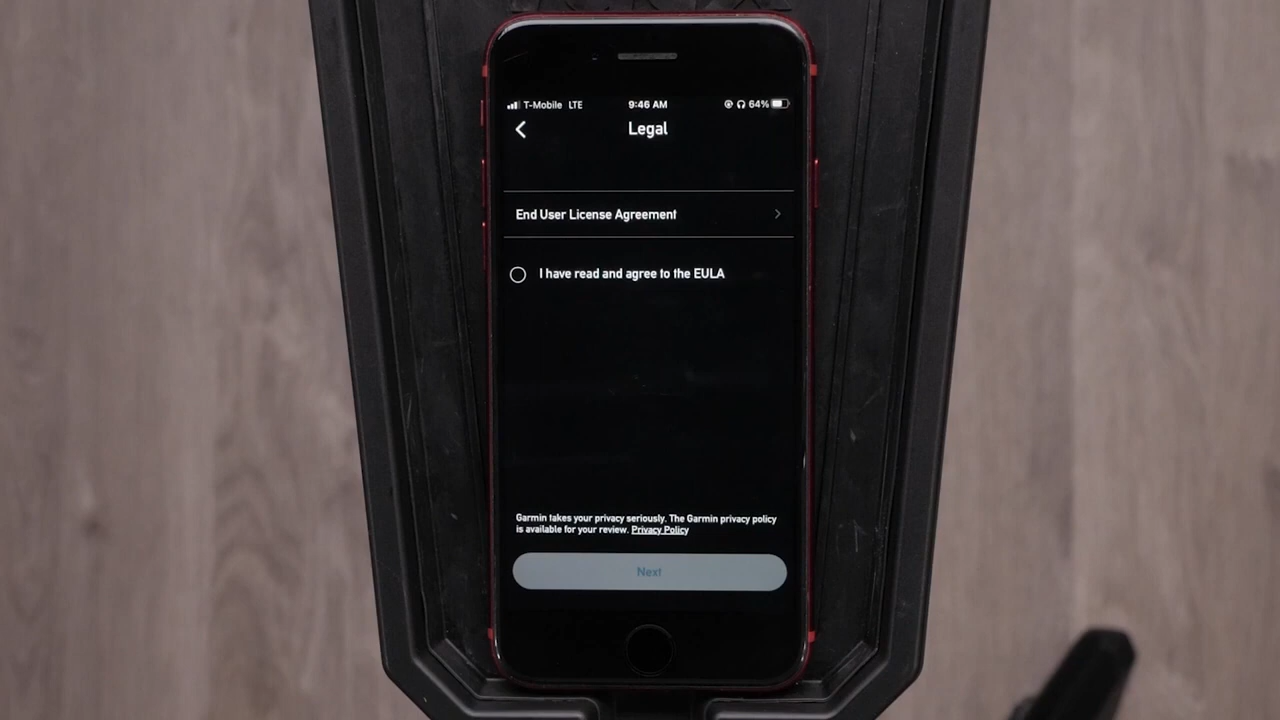 T-Mobile LTE 9:46 AM 64%
Legal
End User License Agreement
I have read and agree to the EULA
Garmin takes your privacy seriously. The Garmin privacy policy
is available for your review. Privacy Policy
Next